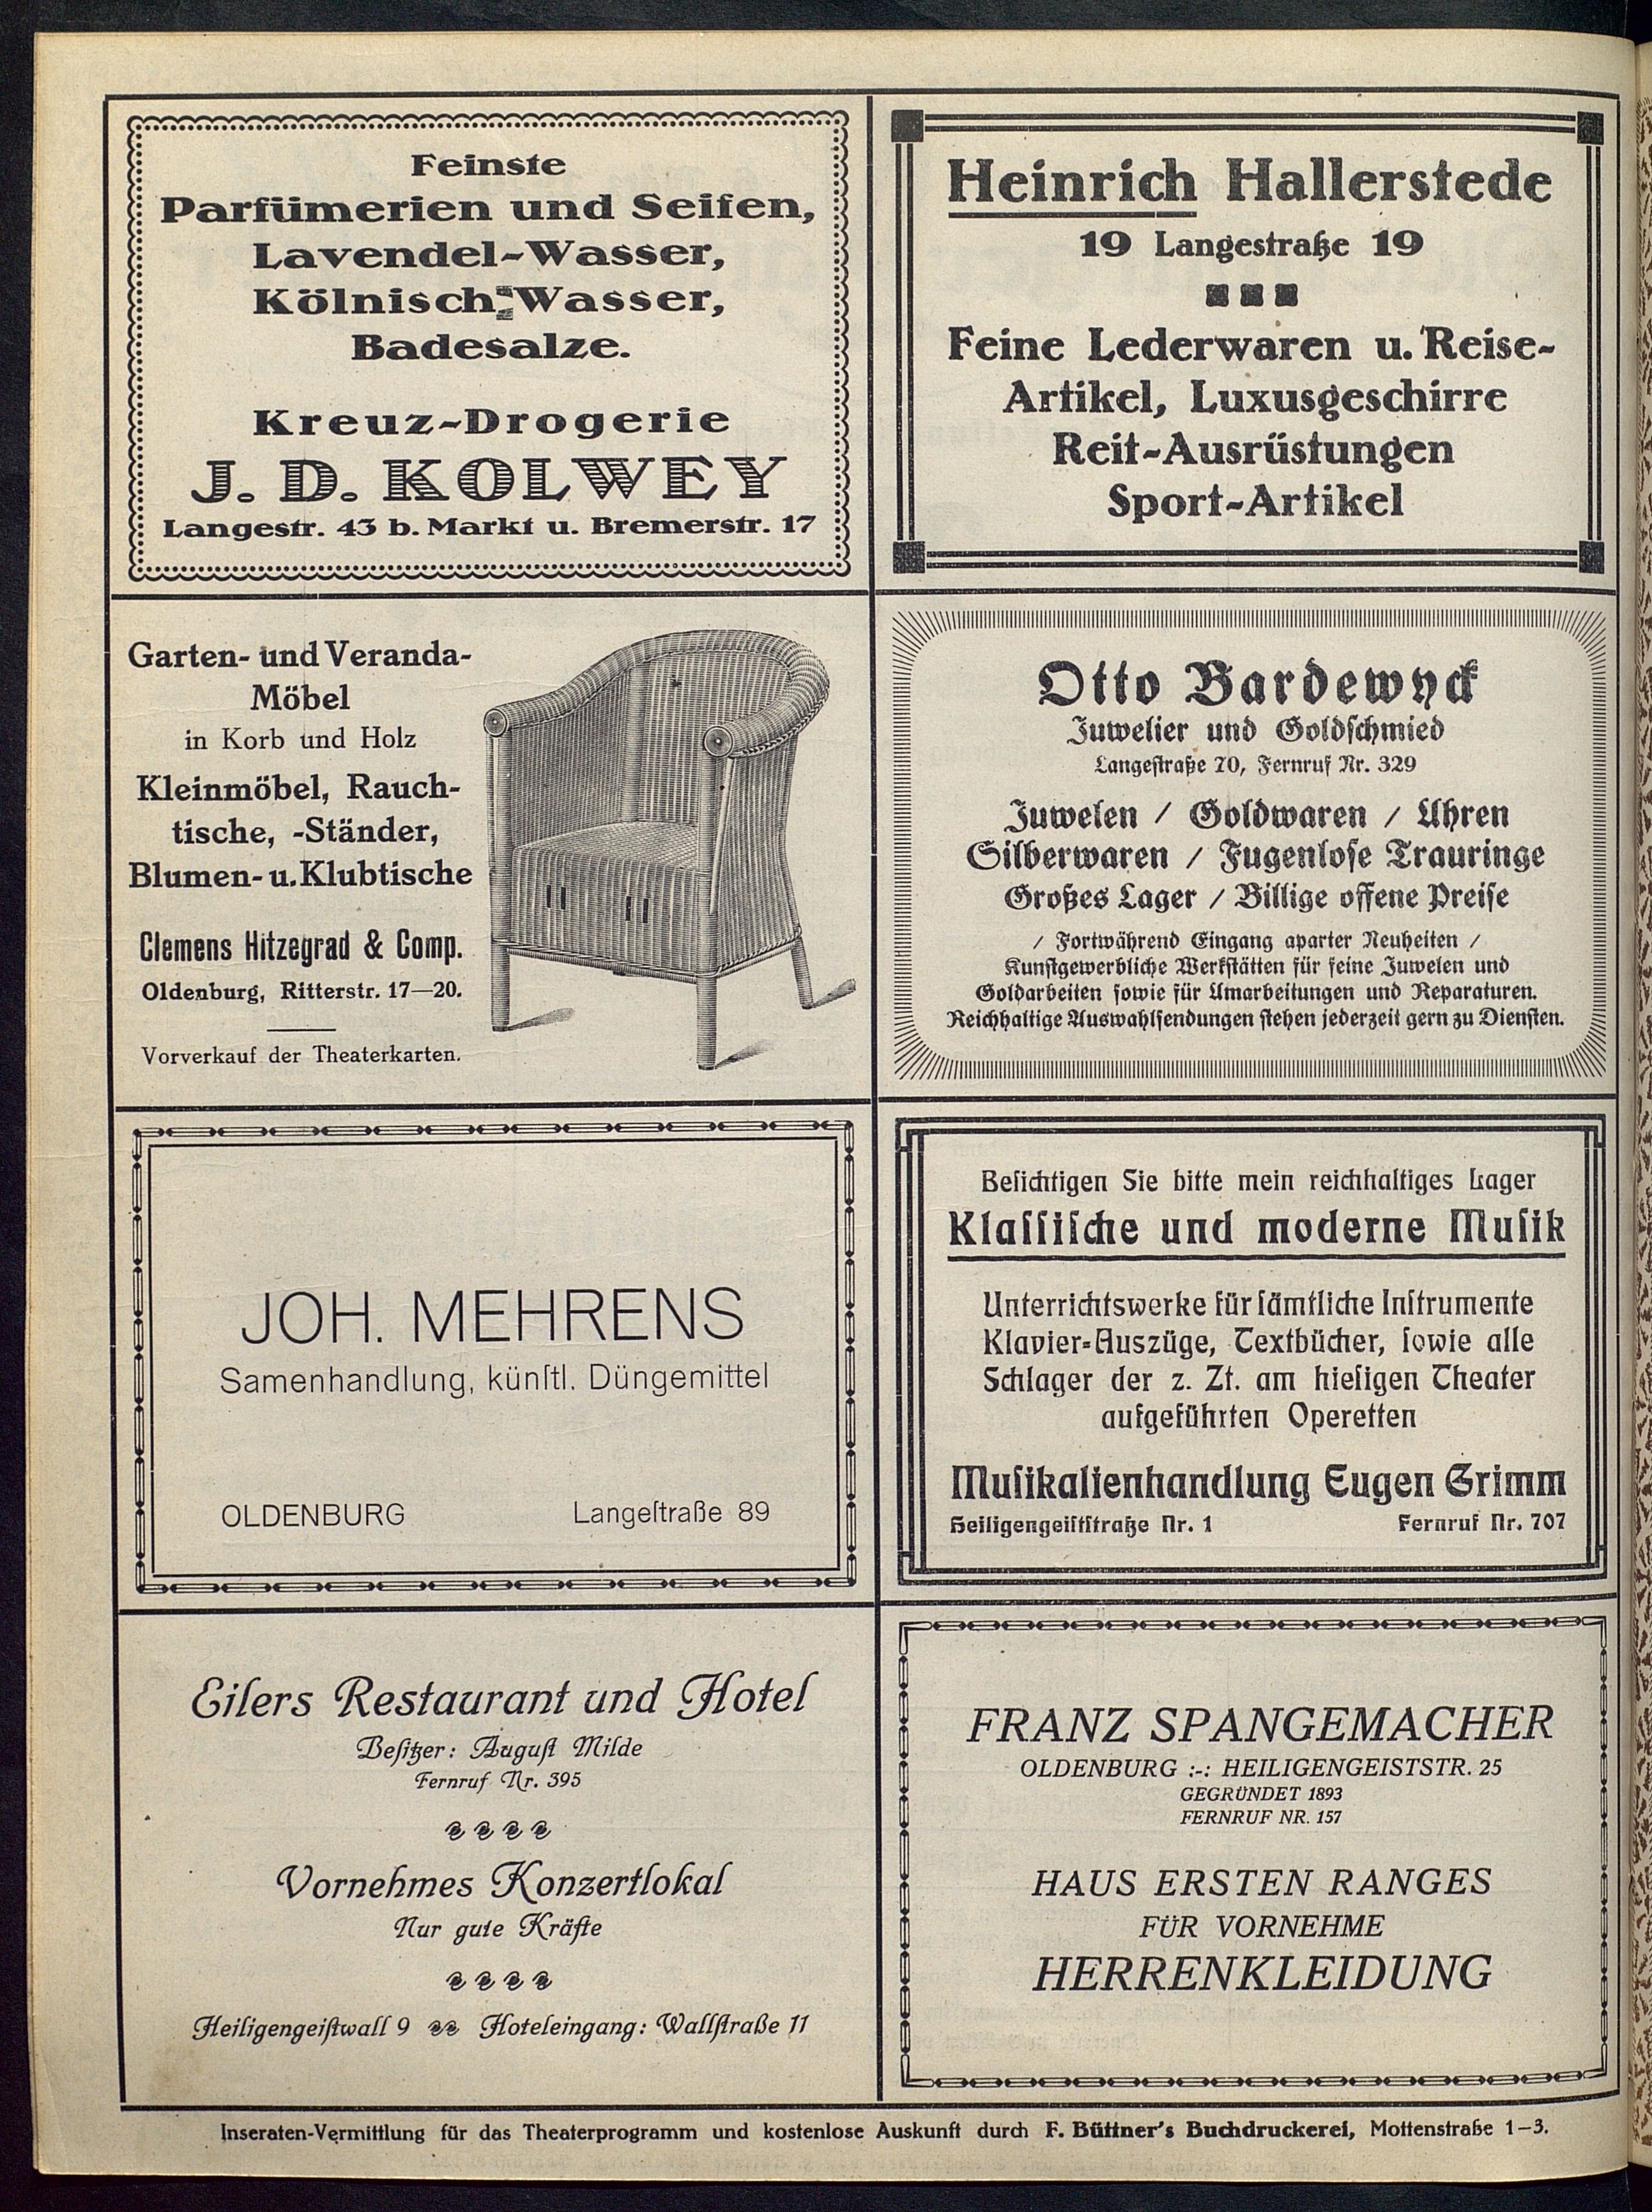 Feinste
Parfümerien und Seifen,
Lavendel-Wasser,
Kölnisch-Wasser,
Badesalze.
Kreuz-Drogerie
J. D. KOLWEY
Langestr. 43 b. Markt u. Bremerstr. 17
Heinrich Hallerstede
19 Langestraße 19
Feine Lederwaren u. Reise-
Artikel, Luxusgeschirre
Reit-Ausrüstungen
Sport-Artikel
Garten- und Veranda-
Möbel
in Korb und Holz
Kleinmöbel, Rauch-
tische, -Ständer,
Blumen- u. Klubtische
Clemens Hitzegrad & Comp.
Oldenburg, Ritterstr. 17—20.
Vorverkauf der Theaterkarten.
Otto Bardewyck
Juwelier und Goldſchmied
Langeſtraße 70, Fernruf Nr. 329
Juwelen / Goldwaren / Uhren
Silberwaren / Fugenloſe Trauringe
Großes Lager / Billige offene Preiſe
/ Fortwährend Eingang aparter Neuheiten /
Kunſtgewerbliche Werkſtätten für feine Juwelen und
Goldarbeiten ſowie für Umarbeitungen und Reparaturen.
Reichhaltige Auswahlſendungen ſtehen jederzeit gern zu Dienſten.
JOH. MEHRENS
Samenhandlung, künſtl. Düngemittel
OLDENBURG Langeſtraße 89
Beſichtigen Sie bitte mein reichhaltiges Lager
Klaſſiſche und moderne Muſik
Unterrichtswerke für ſämtliche Inſtrumente
Klavier-Auszüge, Textbücher, ſowie alle
Schlager der z. Zt. am hieſigen Theater
aufgeführten Operetten
Muſikalienhandlung Eugen Grimm
Heiligengeiſtſtraße Nr. 1 Fernruf Nr. 707
Eilers Restaurant und Hotel
Beſitzer: Auguſt Milde
Fernruf Nr. 395
Vornehmes Konzertlokal
Nur gute Kräfte
Heiligengeiſtwall 9 Hoteleingang: Wallſtraße 11
FRANZ SPANGEMACHER
OLDENBURG :-: HEILIGENGEISTSTR. 25
GEGRÜNDET 1893
FERNRUF NR. 157
HAUS ERSTEN RANGES
FÜR VORNEHME
HERRENKLEIDUNG
Inseraten-Vermittlung für das Theaterprogramm und kostenlose Auskunft durch F. Büttner's Buchdruckerei, Mottenstraße 1–3.